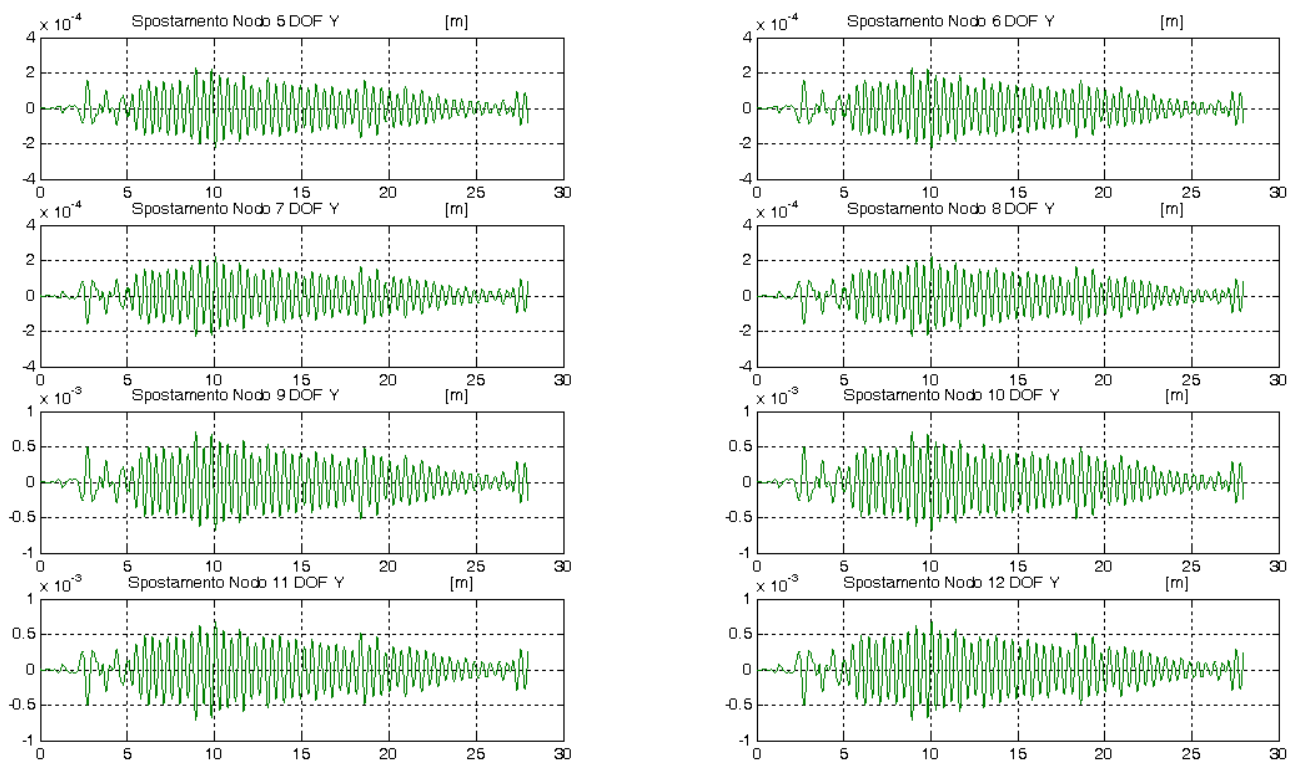 x 10^-4 Spostamento Nodo 5 DOF Y [m]
4
2
0
-2
-4
0 5 10 15 20 25 30
x 10^-4 Spostamento Nodo 6 DOF Y [m]
4
2
0
-2
-4
0 5 10 15 20 25 30
x 10^-4 Spostamento Nodo 7 DOF Y [m]
4
2
0
-2
-4
0 5 10 15 20 25 30
x 10^-4 Spostamento Nodo 8 DOF Y [m]
4
2
0
-2
-4
0 5 10 15 20 25 30
x 10^-3 Spostamento Nodo 9 DOF Y [m]
1
0.5
0
-0.5
-1
0 5 10 15 20 25 30
x 10^-3 Spostamento Nodo 10 DOF Y [m]
1
0.5
0
-0.5
-1
0 5 10 15 20 25 30
x 10^-3 Spostamento Nodo 11 DOF Y [m]
1
0.5
0
-0.5
-1
0 5 10 15 20 25 30
x 10^-3 Spostamento Nodo 12 DOF Y [m]
1
0.5
0
-0.5
-1
0 5 10 15 20 25 30